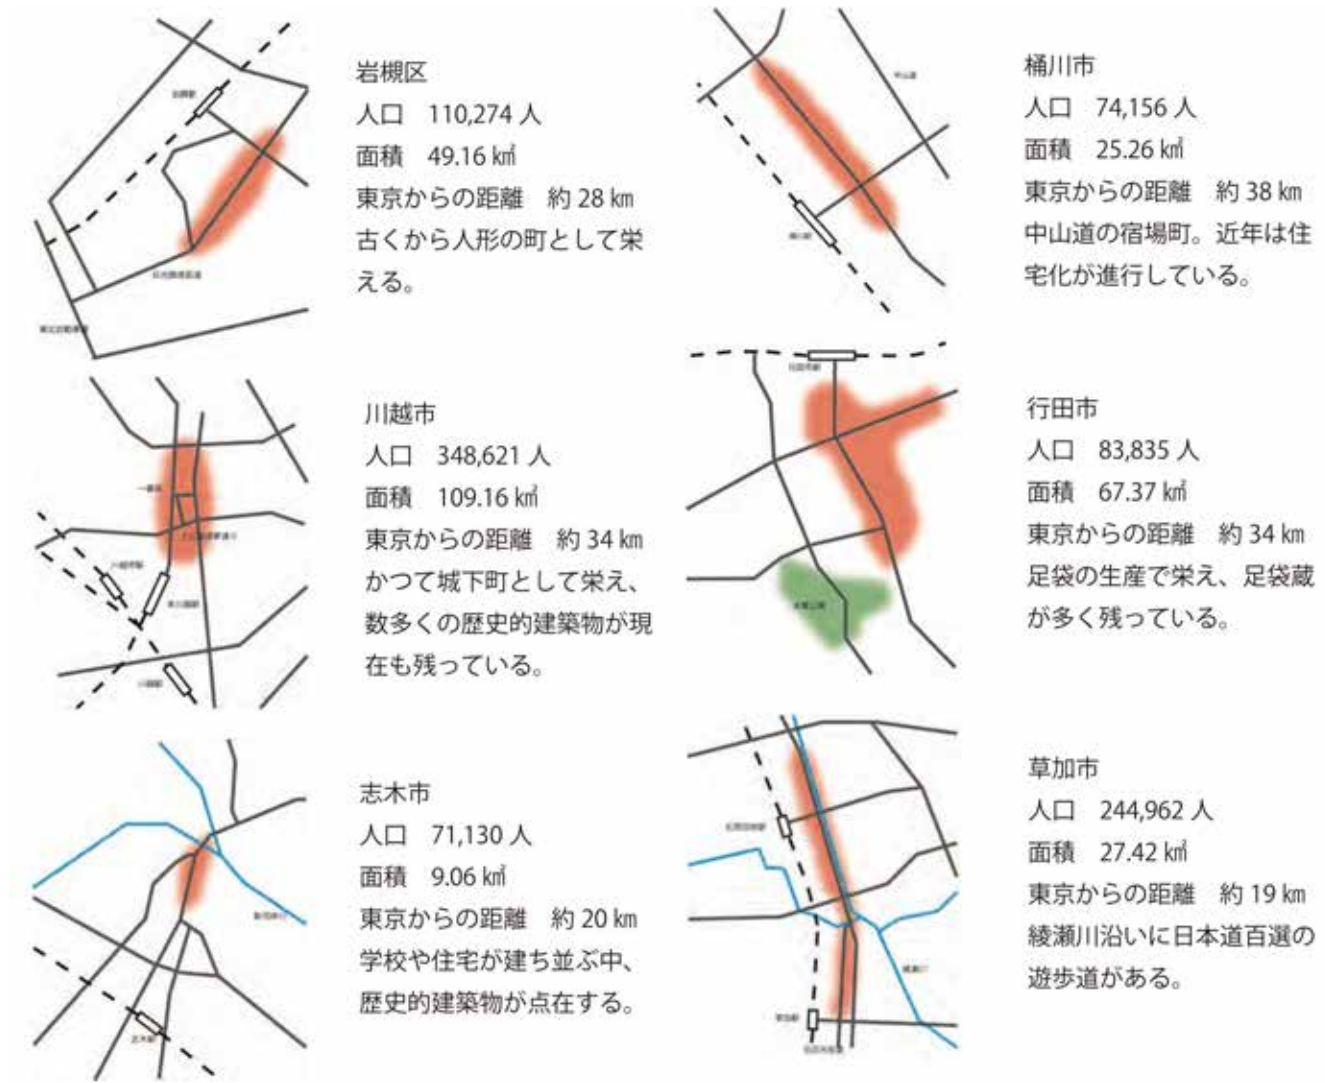 岩槻区
人口　110,274 人
面積　49.16 ㎢
東京からの距離　約 28 ㎞
古くから人形の町として栄
える。
桶川市
人口　74,156 人
面積　25.26 ㎢
東京からの距離　約 38 ㎞
中山道の宿場町。近年は住
宅化が進行している。
中山道
川越市
人口　348,621 人
面積　109.16 ㎢
東京からの距離　約 34 ㎞
かつて城下町として栄え、
数多くの歴史的建築物が現
在も残っている。
行田市
人口　83,835 人
面積　67.37 ㎢
東京からの距離　約 34 ㎞
足袋の生産で栄え、足袋蔵
が多く残っている。
志木市
人口　71,130 人
面積　9.06 ㎢
東京からの距離　約 20 ㎞
学校や住宅が建ち並ぶ中、
歴史的建築物が点在する。
志木駅
草加市
人口　244,962 人
面積　27.42 ㎢
東京からの距離　約 19 ㎞
綾瀬川沿いに日本道百選の
遊歩道がある。